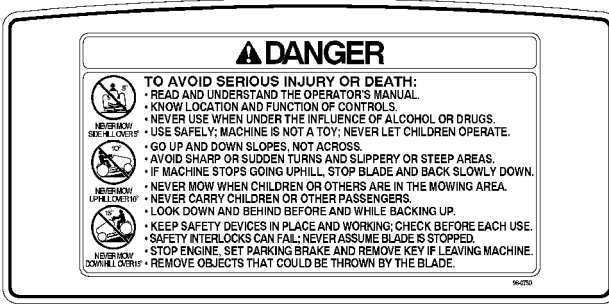 DANGER
TO AVOID SERIOUS INJURY OR DEATH:
• READ AND UNDERSTAND THE OPERATOR'S MANUAL.
• KNOW LOCATION AND FUNCTION OF CONTROLS.
• NEVER USE WHEN UNDER THE INFLUENCE OF ALCOHOL OR DRUGS.
• USE SAFELY; MACHINE IS NOT A TOY; NEVER LET CHILDREN OPERATE.
• GO UP AND DOWN SLOPES, NOT ACROSS.
• AVOID SHARP OR SUDDEN TURNS AND SLIPPERY OR STEEP AREAS.
• IF MACHINE STOPS GOING UPHILL, STOP BLADE AND BACK SLOWLY DOWN.
• NEVER MOW WHEN CHILDREN OR OTHERS ARE IN THE MOWING AREA.
• NEVER CARRY CHILDREN OR OTHER PASSENGERS.
• LOOK DOWN AND BEHIND BEFORE AND WHILE BACKING UP.
• KEEP SAFETY DEVICES IN PLACE AND WORKING; CHECK BEFORE EACH USE.
• SAFETY INTERLOCKS CAN FAIL; NEVER ASSUME BLADE IS STOPPED.
• STOP ENGINE, SET PARKING BRAKE AND REMOVE KEY IF LEAVING MACHINE.
• REMOVE OBJECTS THAT COULD BE THROWN BY THE BLADE.
5°
NEVER MOW
SIDE HILL OVER 5°
10°
NEVER MOW
UPHILL OVER 10°
15°
NEVER MOW
DOWNHILL OVER 15°